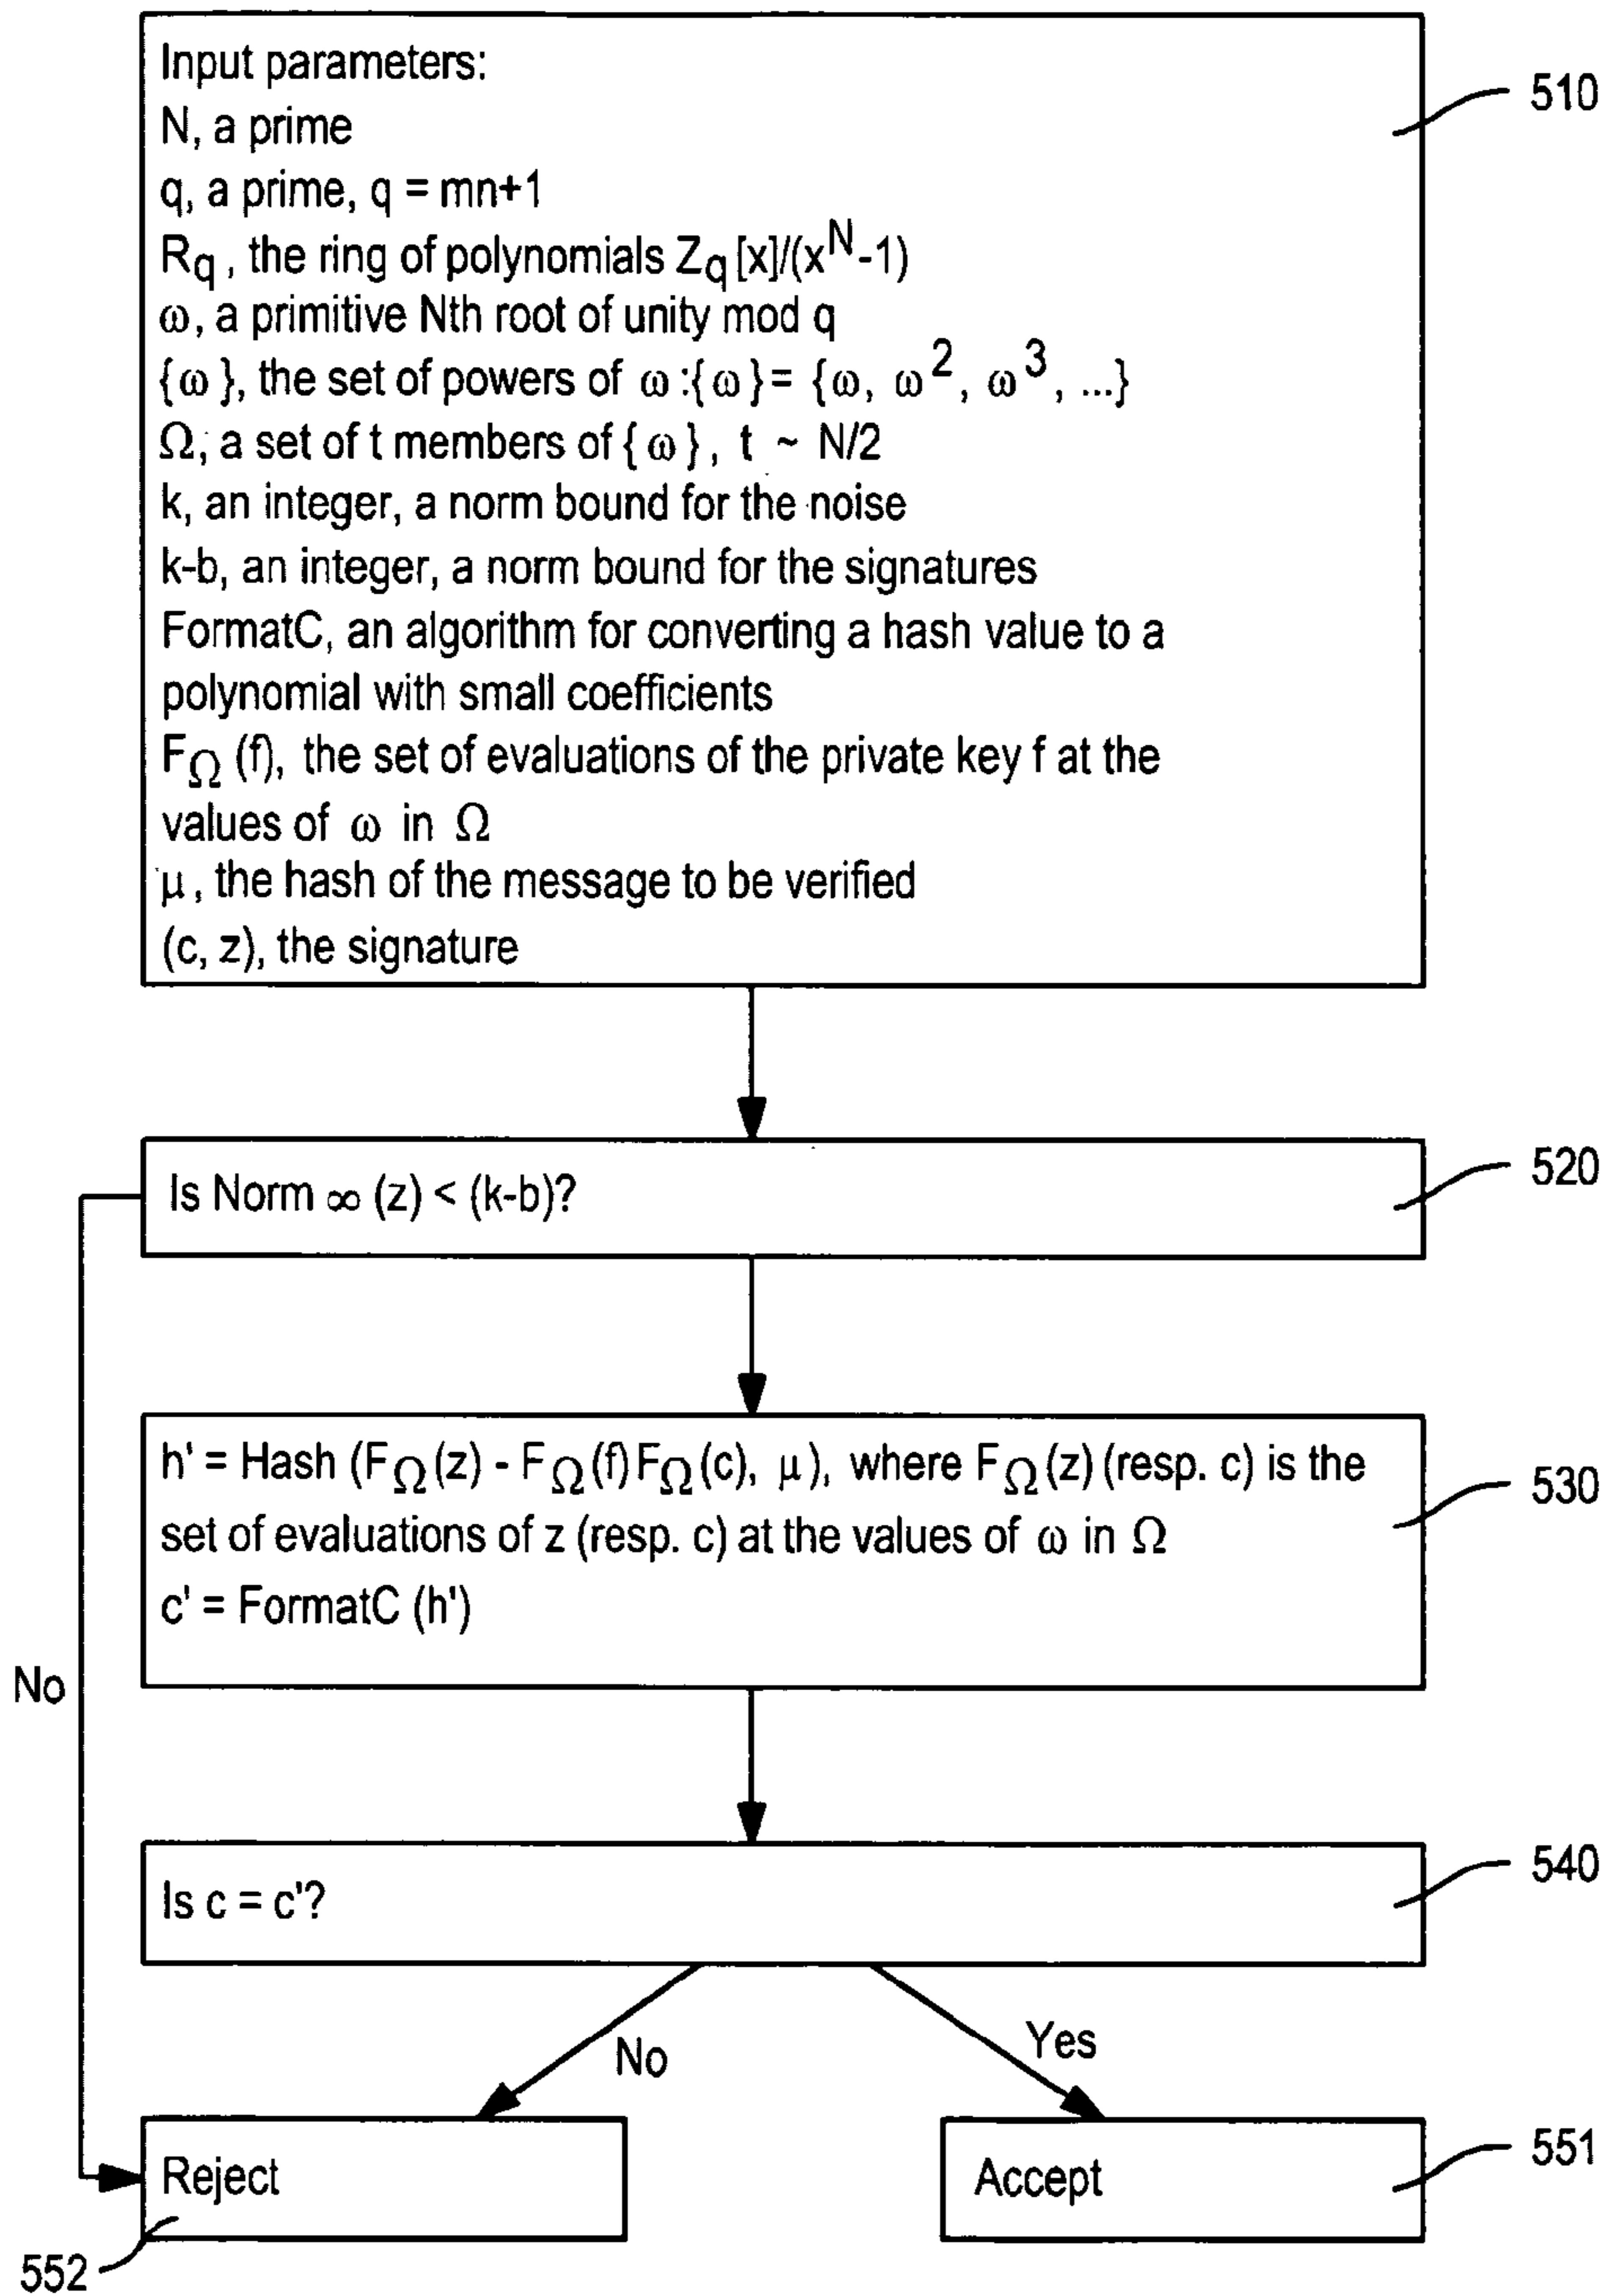 Input parameters:
N, a prime
510
q, a prime, q = mn+1
Rq , the ring of polynomials Zq [x]/(x^N-1)
ω, a primitive Nth root of unity mod q
{ω}, the set of powers of ω :{ω}= {ω, ω^2, ω^3, ...}
Ω, a set of t members of {ω}, t ~ N/2
k, an integer, a norm bound for the noise
k-b, an integer, a norm bound for the signatures
FormatC, an algorithm for converting a hash value to a
polynomial with small coefficients
FΩ (f), the set of evaluations of the private key f at the
values of ω in Ω
μ, the hash of the message to be verified
(c, z), the signature
Is Norm ∞ (z) < (k-b)?
520
h' = Hash (FΩ(z) - FΩ(f)FΩ(c), μ), where FΩ(z) (resp. c) is the
530
set of evaluations of z (resp. c) at the values of ω in Ω
c' = FormatC (h')
No
Is c = c'?
540
No
Yes
Reject
Accept
551
552